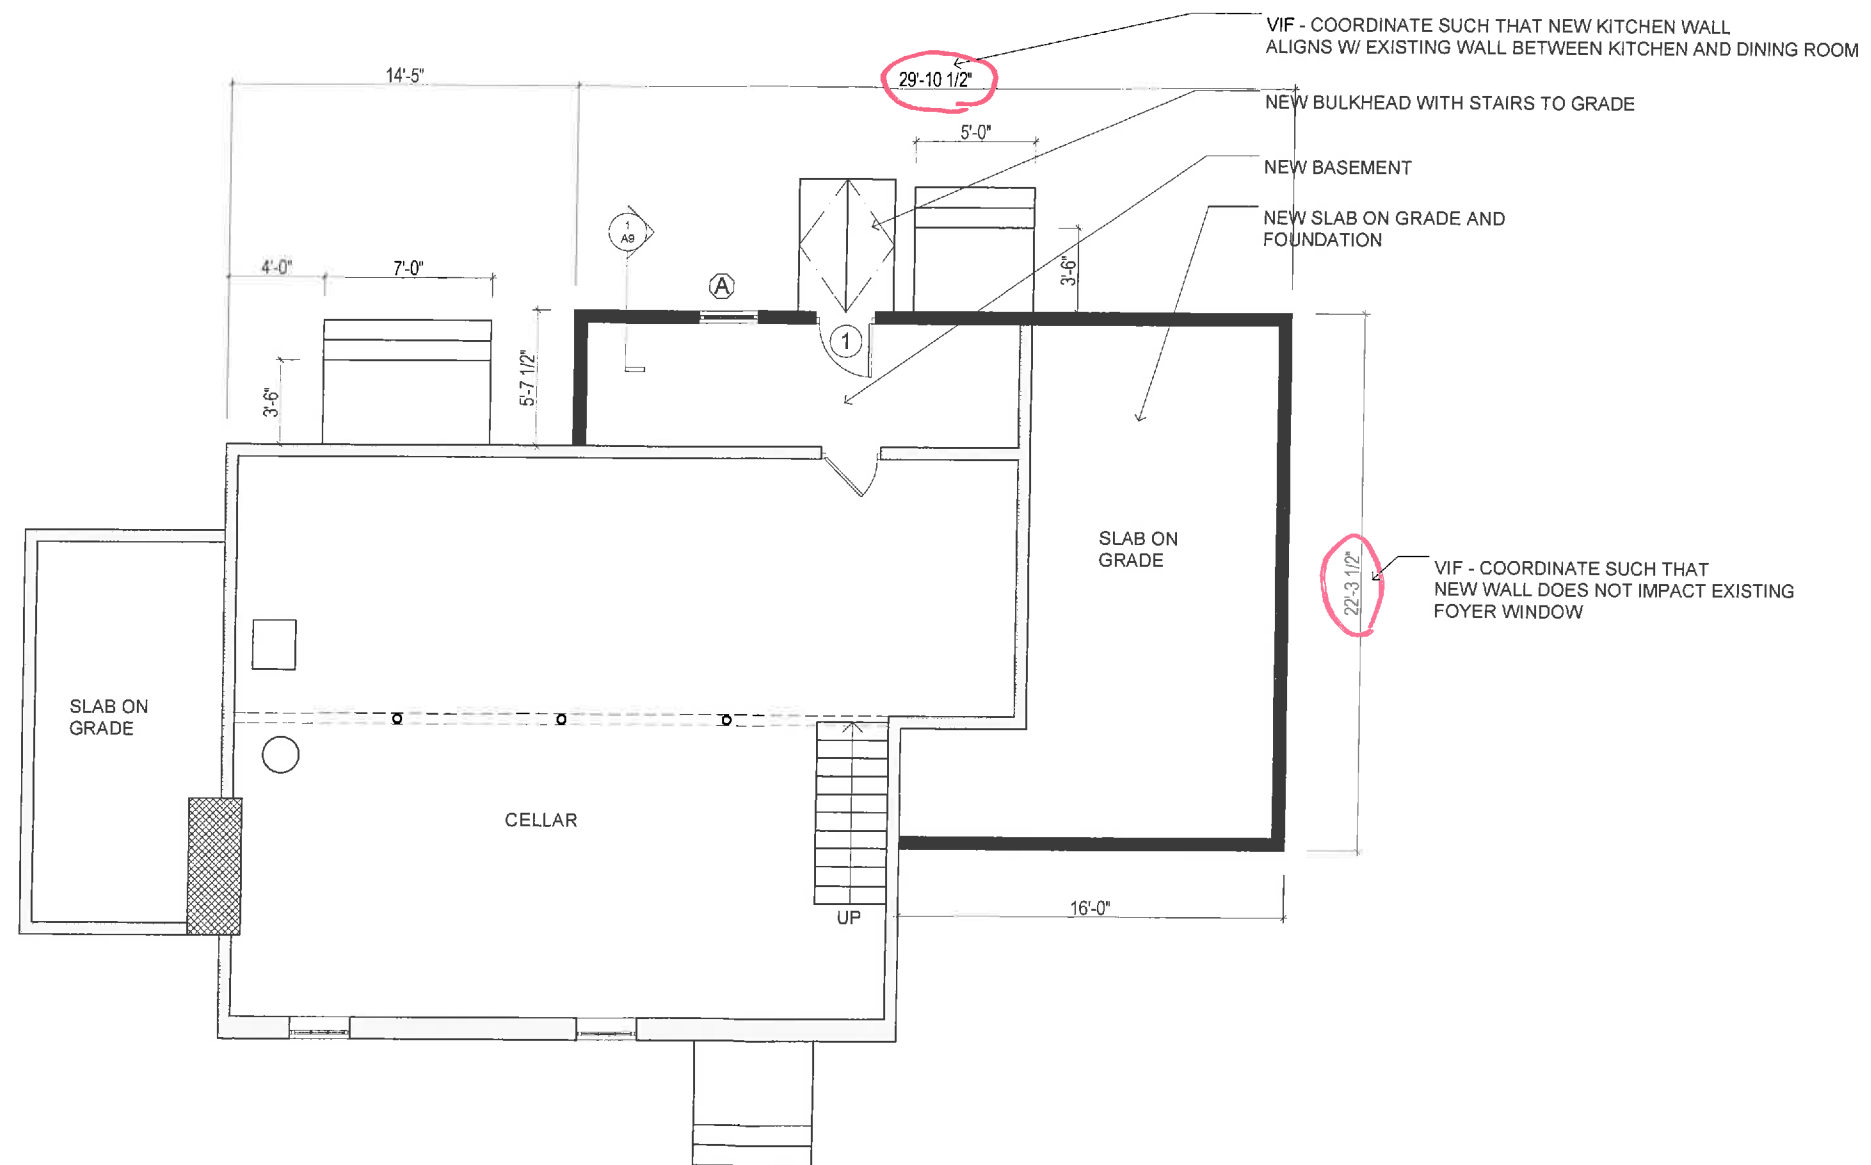 VIF - COORDINATE SUCH THAT NEW KITCHEN WALL
ALIGNS W/ EXISTING WALL BETWEEN KITCHEN AND DINING ROOM
14'-5"
29'-10 1/2"
NEW BULKHEAD WITH STAIRS TO GRADE
5'-0"
NEW BASEMENT
NEW SLAB ON GRADE AND
FOUNDATION
1
A9
4'-0"
7'-0"
3'-6"
A
1
5'-7 1/2"
3'-6"
SLAB ON
GRADE
22'-3 1/2"
VIF - COORDINATE SUCH THAT
NEW WALL DOES NOT IMPACT EXISTING
FOYER WINDOW
SLAB ON
GRADE
CELLAR
UP
16'-0"